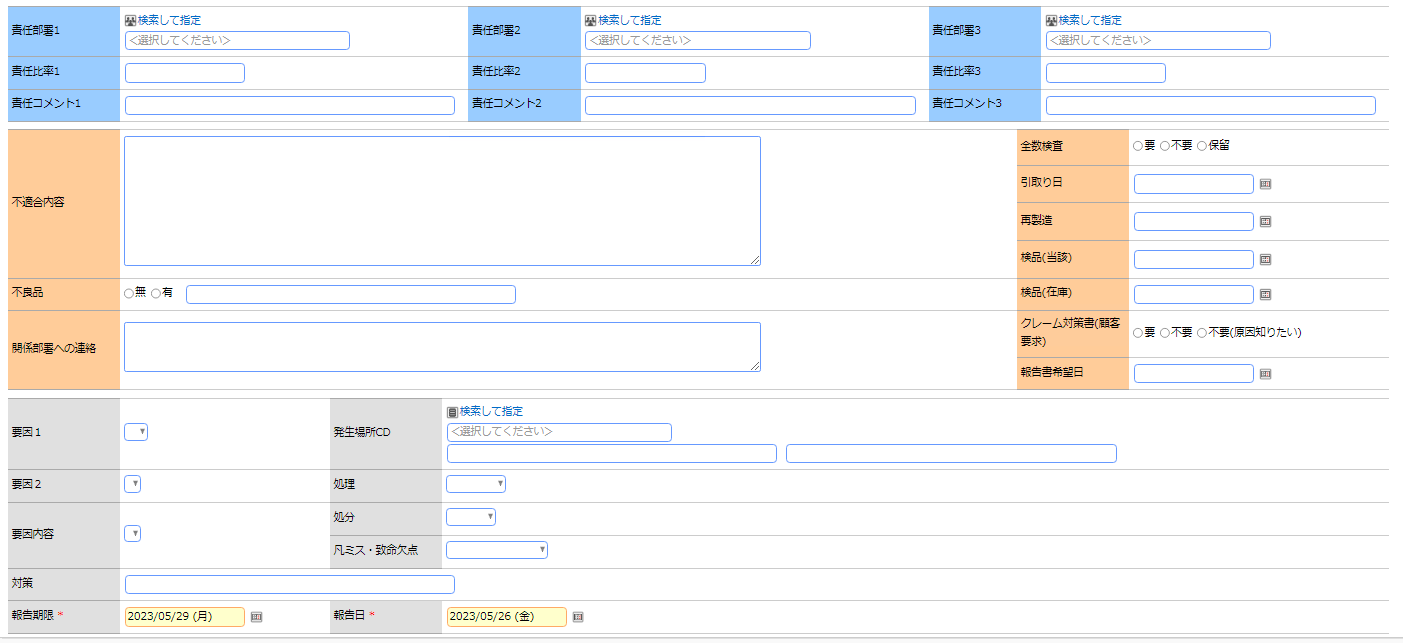 責任部署1 検索して指定 責任部署2 検索して指定 責任部署3 検索して指定
<選択してください> <選択してください> <選択してください>
責任比率1 責任比率2 責任比率3
責任コメント1 責任コメント2 責任コメント3
全数検査 要 不要 保留
引取り日
不適合内容
再製造
検品(当該)
不良品 無 有 検品(在庫)
クレーム対策書(顧客
要求) 要 不要 不要(原因知りたい)
関係部署への連絡
報告書希望日
検索して指定
要因1 発生場所CD <選択してください>
要因2 処理
処分
要因内容
凡ミス・致命欠点
対策
報告期限 * 2023/05/29 (月) 報告日 * 2023/05/26 (金)